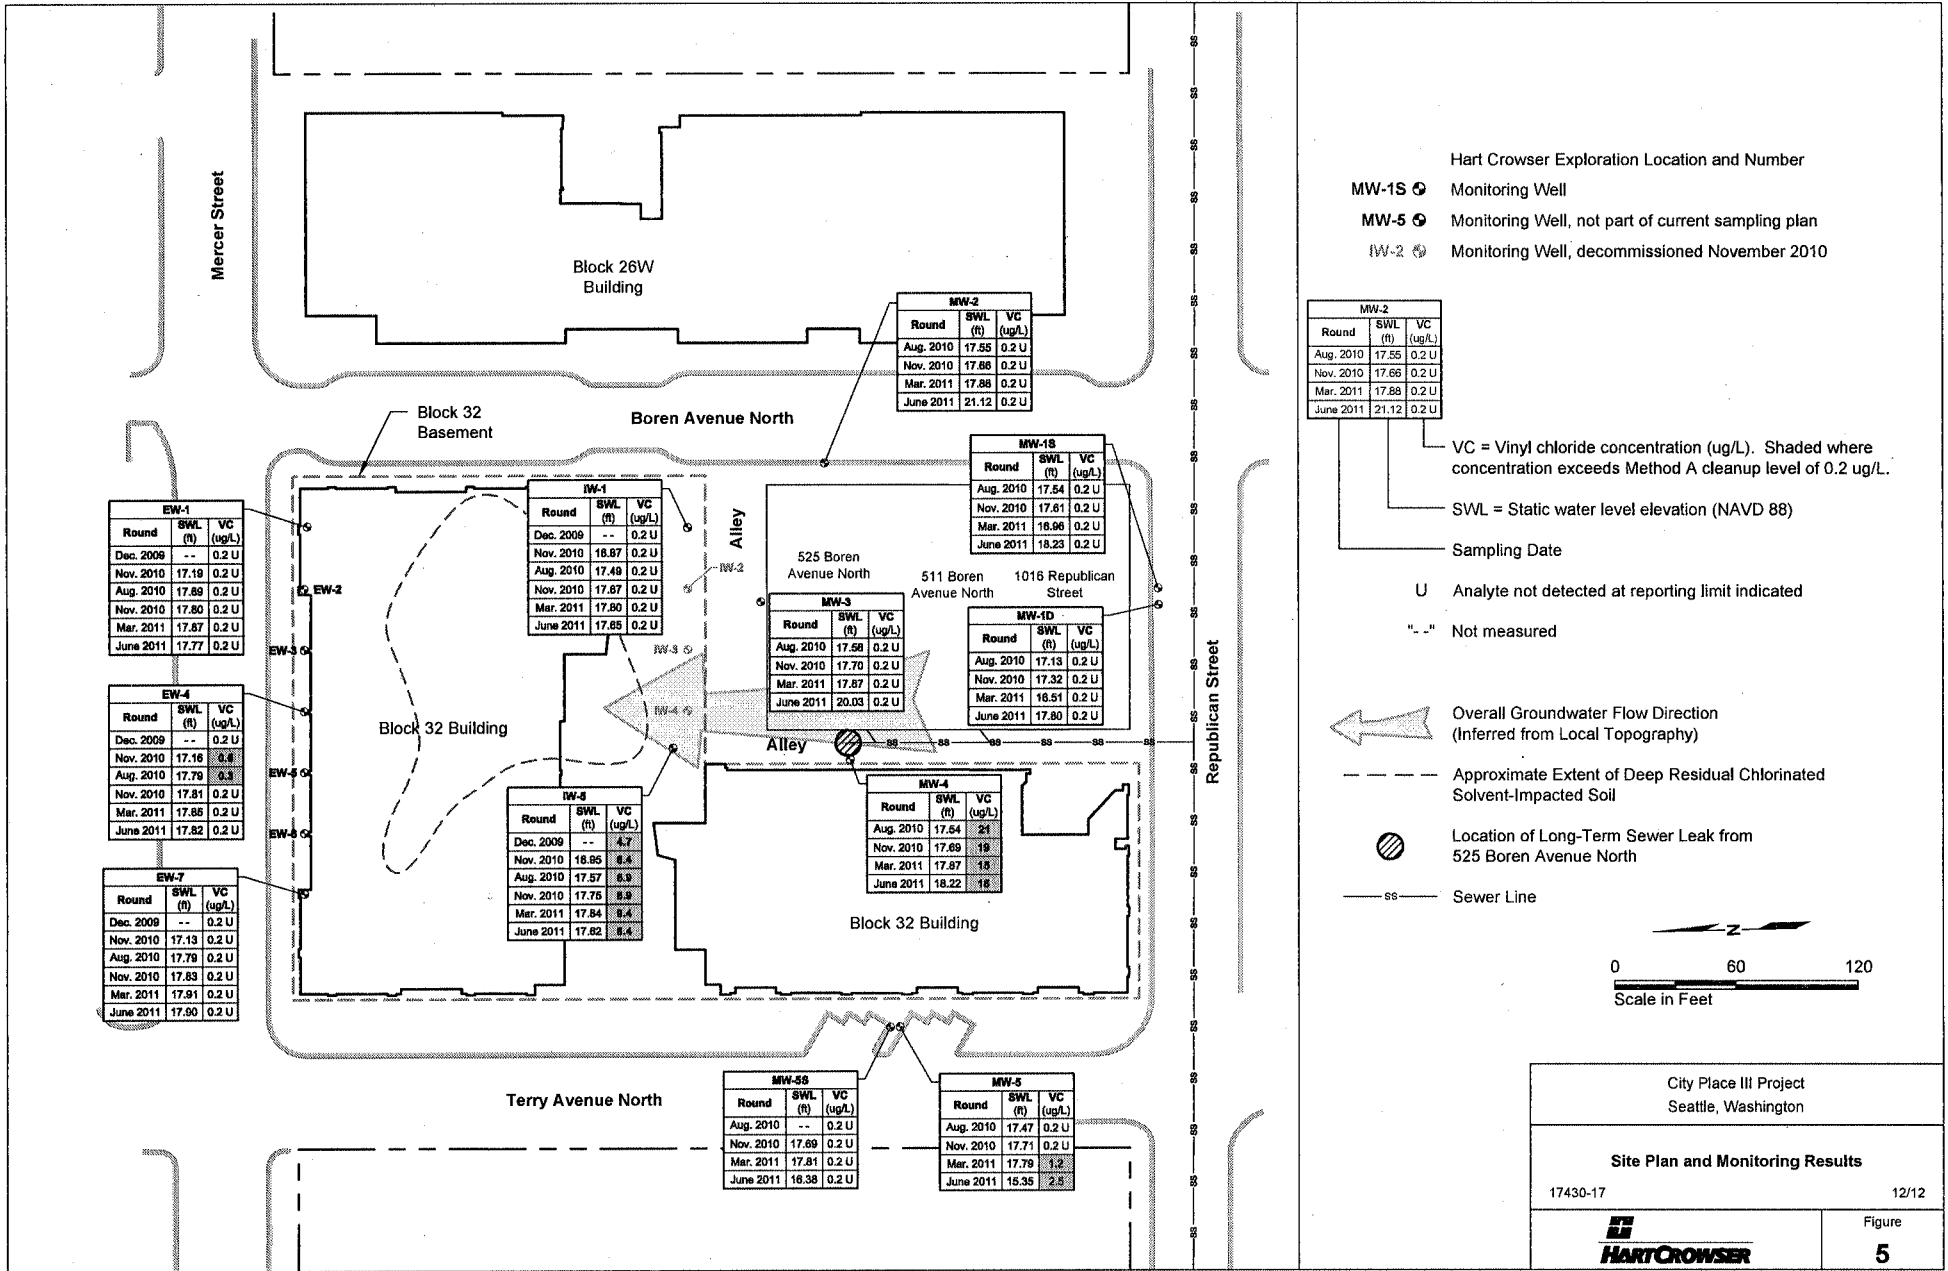 Mercer Street
Block 26W
Building
Boren Avenue North
Block 32
Basement
MW-2
Round SWL (ft) VC (ug/L)
Aug. 2010 17.55 0.2 U
Nov. 2010 17.66 0.2 U
Mar. 2011 17.88 0.2 U
June 2011 21.12 0.2 U
MW-1S
Round SWL (ft) VC (ug/L)
Aug. 2010 17.54 0.2 U
Nov. 2010 17.61 0.2 U
Mar. 2011 16.96 0.2 U
June 2011 18.23 0.2 U
EW-1
Round SWL (ft) VC (ug/L)
Dec. 2009 -- 0.2 U
Nov. 2010 17.19 0.2 U
Aug. 2010 17.69 0.2 U
Nov. 2010 17.80 0.2 U
Mar. 2011 17.87 0.2 U
June 2011 17.77 0.2 U
IW-1
Round SWL (ft) VC (ug/L)
Dec. 2009 -- 0.2 U
Nov. 2010 16.87 0.2 U
Aug. 2010 17.49 0.2 U
Nov. 2010 17.67 0.2 U
Mar. 2011 17.80 0.2 U
June 2011 17.65 0.2 U
Alley
IW-2
EW-2
EW-3
IW-3
IW-4
525 Boren
Avenue North
511 Boren
Avenue North
1016 Republican
Street
MW-3
Round SWL (ft) VC (ug/L)
Aug. 2010 17.58 0.2 U
Nov. 2010 17.70 0.2 U
Mar. 2011 17.87 0.2 U
June 2011 20.03 0.2 U
MW-1D
Round SWL (ft) VC (ug/L)
Aug. 2010 17.13 0.2 U
Nov. 2010 17.32 0.2 U
Mar. 2011 16.51 0.2 U
June 2011 17.80 0.2 U
Republican Street
EW-4
Round SWL (ft) VC (ug/L)
Dec. 2009 -- 0.2 U
Nov. 2010 17.16
Aug. 2010 17.79 0.3
Nov. 2010 17.81 0.2 U
Mar. 2011 17.85 0.2 U
June 2011 17.82 0.2 U
Block 32 Building
Alley
EW-5
EW-6
IW-5
Round SWL (ft) VC (ug/L)
Dec. 2009 -- 4.7
Nov. 2010 16.95
Aug. 2010 17.57
Nov. 2010 17.75
Mar. 2011 17.84
June 2011 17.62
MW-4
Round SWL (ft) VC (ug/L)
Aug. 2010 17.54 21
Nov. 2010 17.69 19
Mar. 2011 17.87
June 2011 18.22
EW-7
Round SWL (ft) VC (ug/L)
Dec. 2009 -- 0.2 U
Nov. 2010 17.13 0.2 U
Aug. 2010 17.79 0.2 U
Nov. 2010 17.83 0.2 U
Mar. 2011 17.91 0.2 U
June 2011 17.90 0.2 U
Block 32 Building
Terry Avenue North
MW-5S
Round SWL (ft) VC (ug/L)
Aug. 2010 -- 0.2 U
Nov. 2010 17.69 0.2 U
Mar. 2011 17.81 0.2 U
June 2011 16.38 0.2 U
MW-5
Round SWL (ft) VC (ug/L)
Aug. 2010 17.47 0.2 U
Nov. 2010 17.71 0.2 U
Mar. 2011 17.79 1.2
June 2011 15.35 2.5
SS SS SS SS SS
Hart Crowser Exploration Location and Number
MW-1S Monitoring Well
MW-5 Monitoring Well, not part of current sampling plan
IW-2 Monitoring Well, decommissioned November 2010
MW-2
Round SWL (ft) VC (ug/L)
Aug. 2010 17.55 0.2 U
Nov. 2010 17.66 0.2 U
Mar. 2011 17.88 0.2 U
June 2011 21.12 0.2 U
VC = Vinyl chloride concentration (ug/L). Shaded where
concentration exceeds Method A cleanup level of 0.2 ug/L.
SWL = Static water level elevation (NAVD 88)
Sampling Date
U Analyte not detected at reporting limit indicated
"--" Not measured
Overall Groundwater Flow Direction
(Inferred from Local Topography)
Approximate Extent of Deep Residual Chlorinated
Solvent-Impacted Soil
Location of Long-Term Sewer Leak from
525 Boren Avenue North
SS Sewer Line
N
0 60 120
Scale in Feet
City Place III Project
Seattle, Washington
Site Plan and Monitoring Results
17430-17 12/12
HARTCROWSER
Figure
5